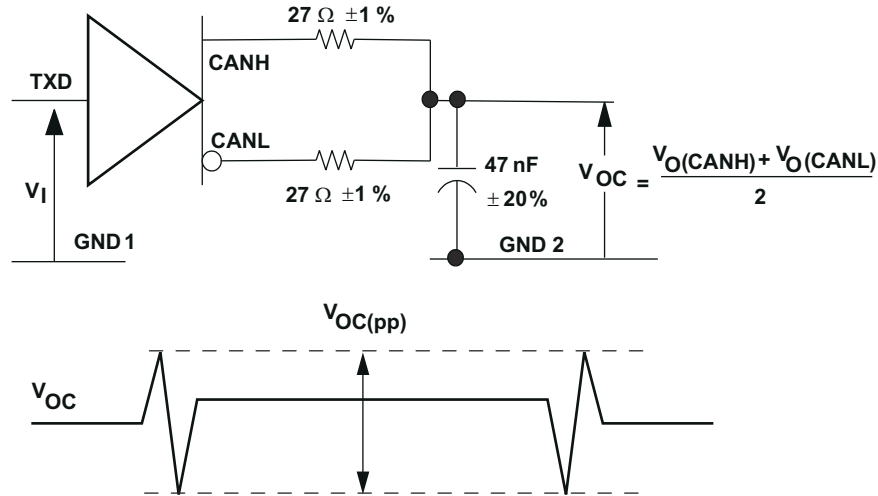 27 Ω ±1 %
CANH
TXD
CANL
V_I
27 Ω ±1 %
47 nF
±20%
V_OC = (V_O(CANH) + V_O(CANL)) / 2
GND 1
GND 2
V_OC(pp)
V_OC